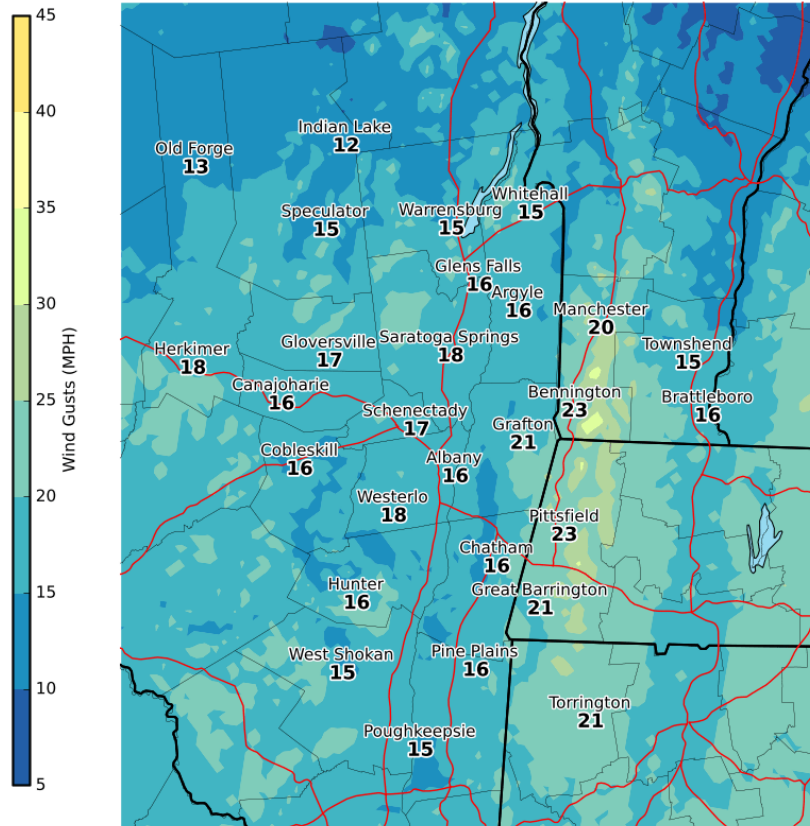 45
40
35
30
25
20
15
10
5
Wind Gusts (MPH)
Indian Lake
12
Old Forge
13
Whitehall
15
Speculator
15
Warrensburg
15
Glens Falls
16
Argyle
16
Manchester
20
Saratoga Springs
18
Gloversville
17
Herkimer
18
Townshend
15
Canajoharie
16
Bennington
23
Brattleboro
16
Schenectady
17
Grafton
21
Cobleskill
16
Albany
16
Westerlo
18
Pittsfield
23
Chatham
16
Hunter
16
Great Barrington
21
West Shokan
15
Pine Plains
16
Torrington
21
Poughkeepsie
15